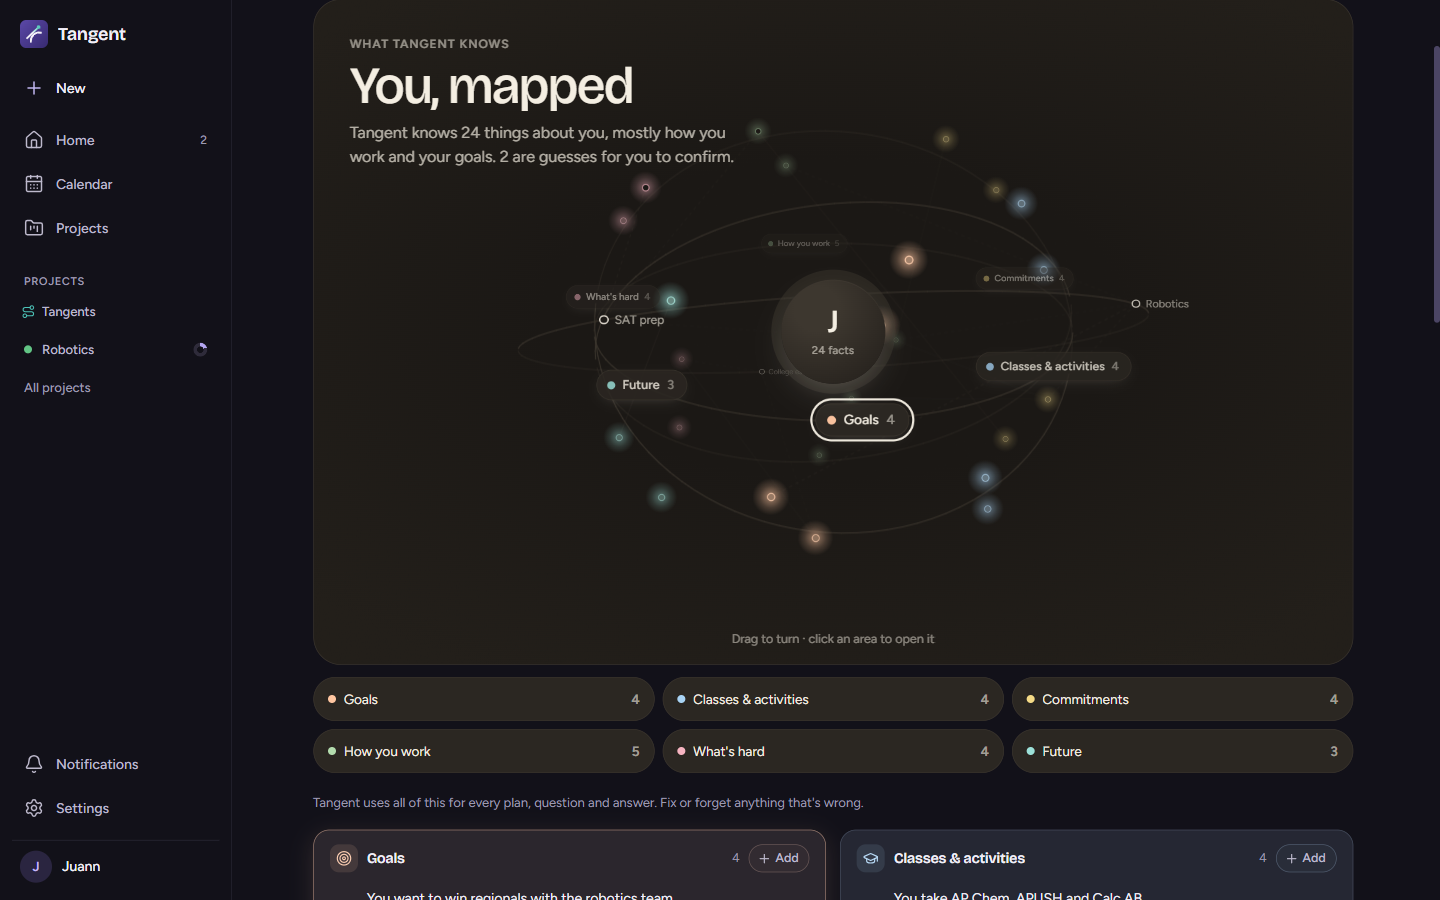 Tangent
New
Home 2
Calendar
Projects
PROJECTS
Tangents
Robotics
All projects
Notifications
Settings
J Juann
WHAT TANGENT KNOWS
You, mapped
Tangent knows 24 things about you, mostly how you
work and your goals. 2 are guesses for you to confirm.
How you work 5
Commitments 4
What's hard 4
SAT prep
Robotics
J
24 facts
Classes & activities 4
Future 3
Goals 4
Drag to turn · click an area to open it
Goals 4
Classes & activities 4
Commitments 4
How you work 5
What's hard 4
Future 3
Tangent uses all of this for every plan, question and answer. Fix or forget anything that's wrong.
Goals 4 + Add
Classes & activities 4 + Add
You want to win regionals with the robotics team
You take AP Chem, APUSH and Calc AB